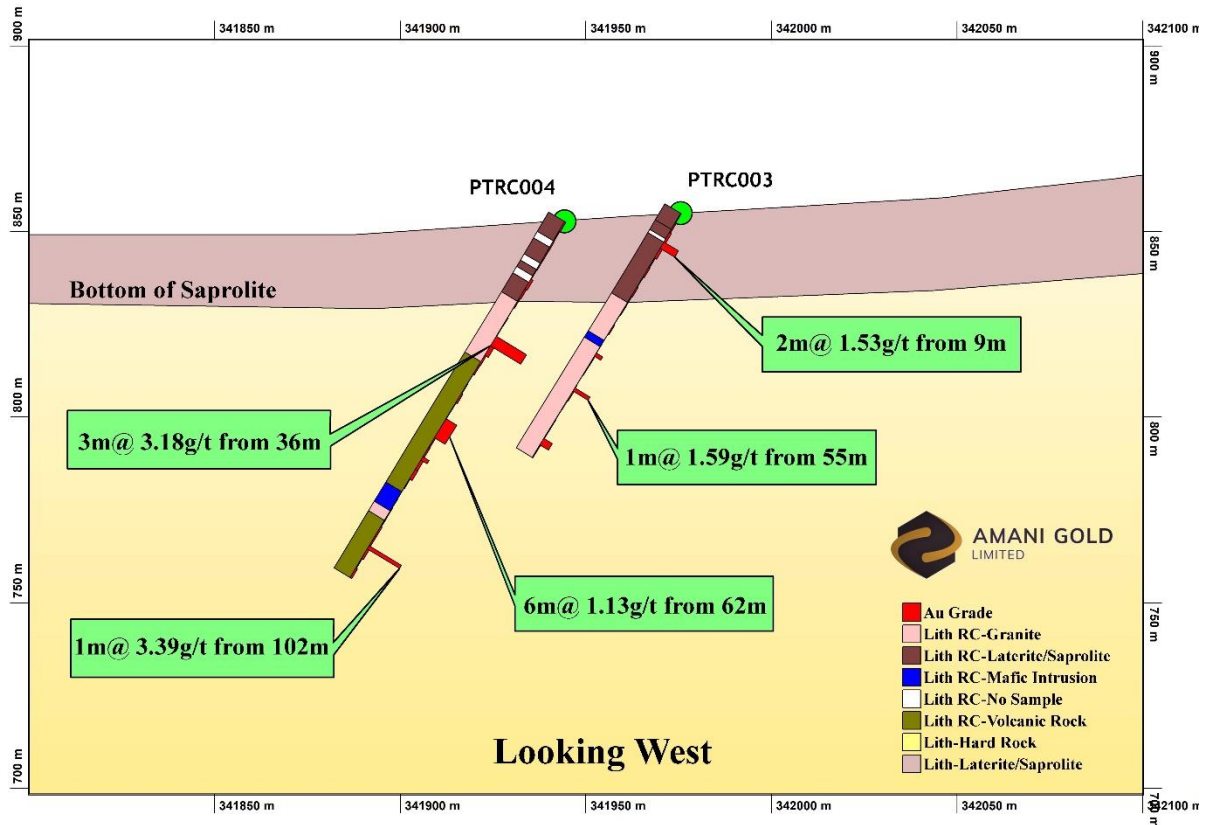 341850 m
341900 m
341950 m
342000 m
342050 m
342100 m
900 m
900 m
PTRC004
PTRC003
850 m
850 m
Bottom of Saprolite
2m@ 1.53g/t from 9m
800 m
800 m
3m@ 3.18g/t from 36m
1m@ 1.59g/t from 55m
AMANI GOLD
LIMITED
750 m
750 m
6m@ 1.13g/t from 62m
1m@ 3.39g/t from 102m
Au Grade
Lith RC-Granite
Lith RC-Laterite/Saprolite
Lith RC-Mafic Intrusion
Lith RC-No Sample
Lith RC-Volcanic Rock
Lith-Hard Rock
Lith-Laterite/Saprolite
Looking West
700 m
700 m
341850 m
341900 m
341950 m
342000 m
342050 m
342100 m